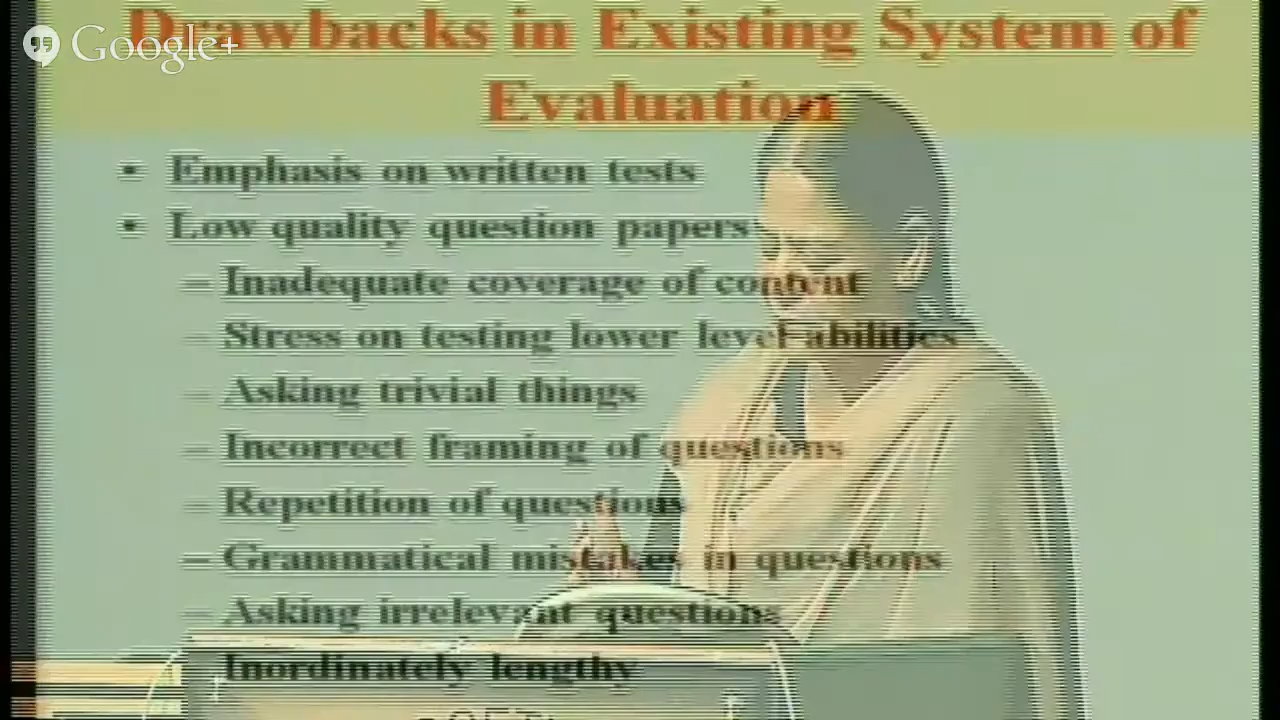 Drawbacks in Existing System of
Google+
Evaluation
• Emphasis on written tests
• Low quality question papers
– Inadequate coverage of content
– Stress on testing lower level abilities
– Asking trivial things
– Incorrect framing of questions
– Repetition of questions
– Grammatical mistakes in questions
– Asking irrelevant questions
– Inordinately lengthy